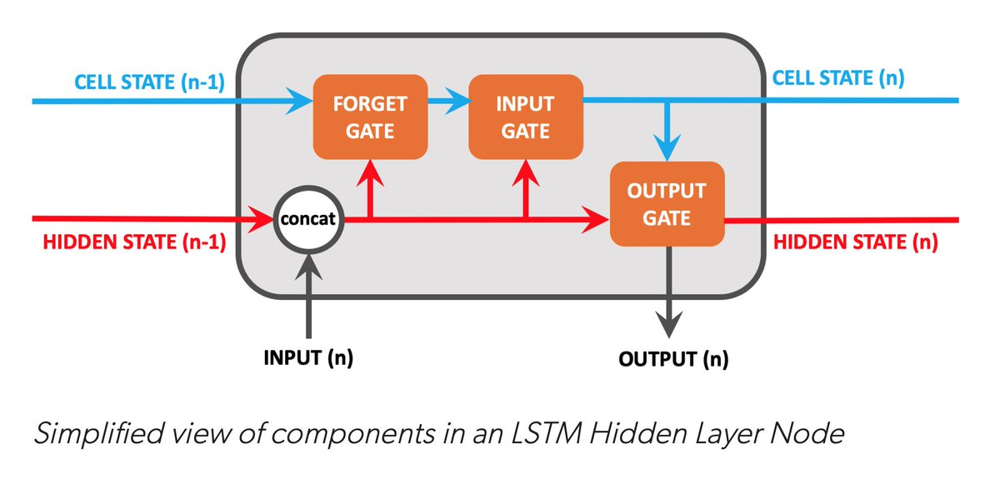 CELL STATE (n-1)
CELL STATE (n)
FORGET
GATE
INPUT
GATE
OUTPUT
GATE
concat
HIDDEN STATE (n-1)
HIDDEN STATE (n)
INPUT (n)
OUTPUT (n)
Simplified view of components in an LSTM Hidden Layer Node